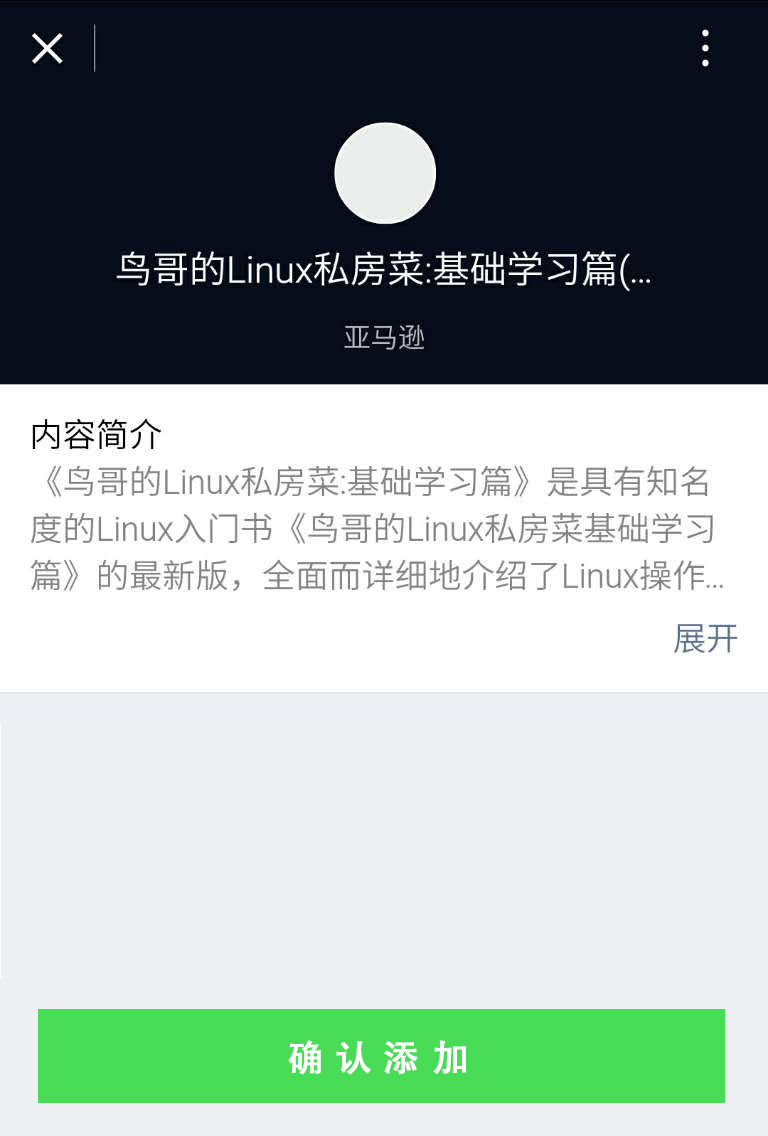 鸟哥的Linux私房菜:基础学习篇(...
亚马逊
内容简介
《鸟哥的Linux私房菜:基础学习篇》是具有知名
度的Linux入门书《鸟哥的Linux私房菜基础学习
篇》的最新版，全面而详细地介绍了Linux操作...
展开
确认添加